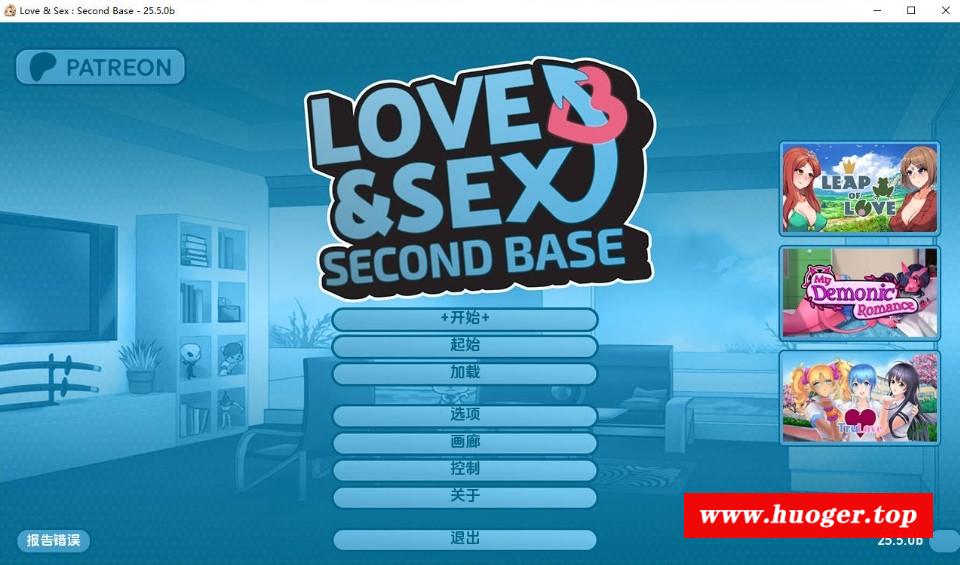 Love & Sex : Second Base - 25.5.0b
PATREON
LOVE
& SEX
SECOND BASE
LEAP
OF
LOVE
My
Demonic
Romance
TruLove
+开始+
起始
加载
选项
画廊
控制
关于
退出
www.huoger.top
报告错误
25.5.0b